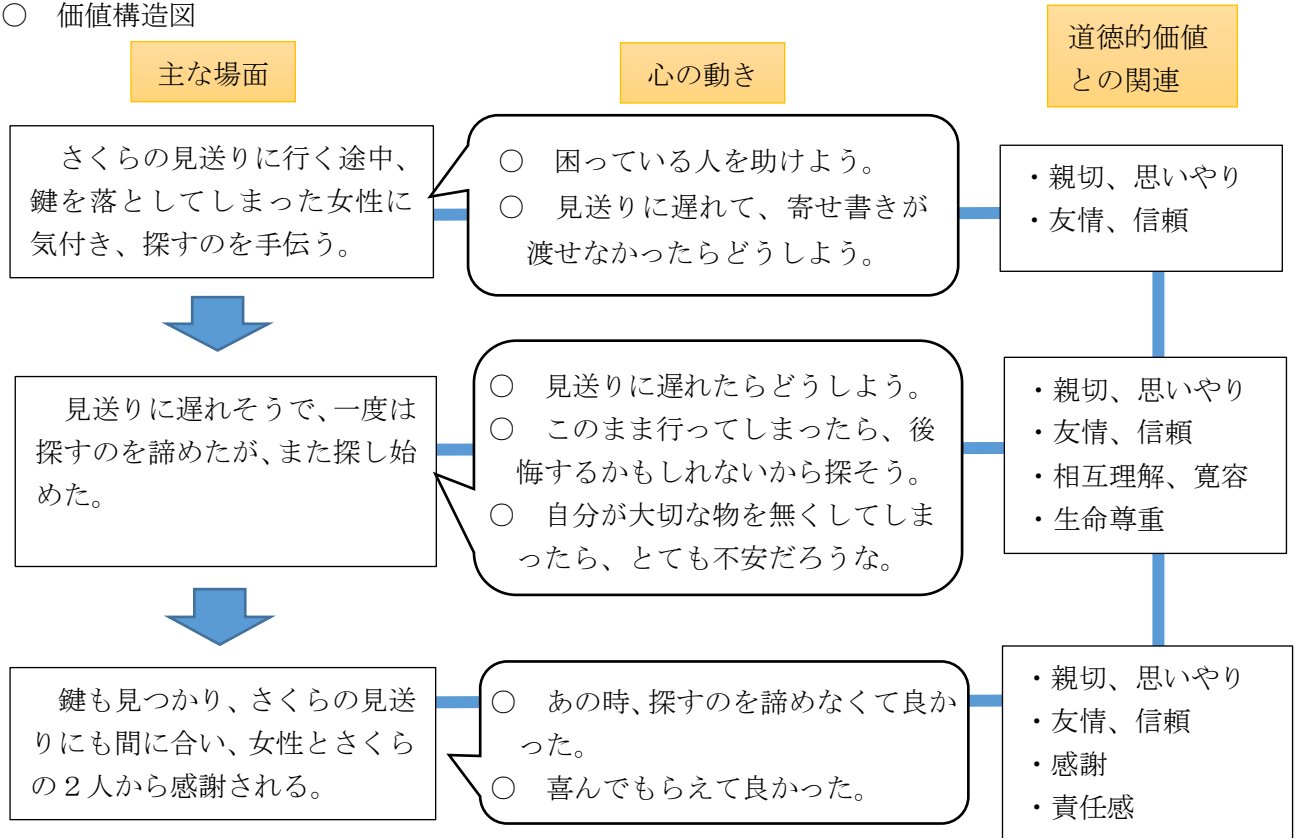 ○　価値構造図
主な場面
心の動き
道徳的価値
との関連
さくらの見送りに行く途中、
鍵を落としてしまった女性に
気付き、探すのを手伝う。
○　困っている人を助けよう。
○　見送りに遅れて、寄せ書きが
渡せなかったらどうしよう。
・親切、思いやり
・友情、信頼
見送りに遅れそうで、一度は
探すのを諦めたが、また探し始
めた。
○　見送りに遅れたらどうしよう。
○　このまま行ってしまったら、後
悔するかもしれないから探そう。
○　自分が大切な物を無くしてしま
ったら、とても不安だろうな。
・親切、思いやり
・友情、信頼
・相互理解、寛容
・生命尊重
鍵も見つかり、さくらの見送
りにも間に合い、女性とさくら
の２人から感謝される。
○　あの時、探すのを諦めなくて良か
った。
○　喜んでもらえて良かった。
・親切、思いやり
・友情、信頼
・感謝
・責任感